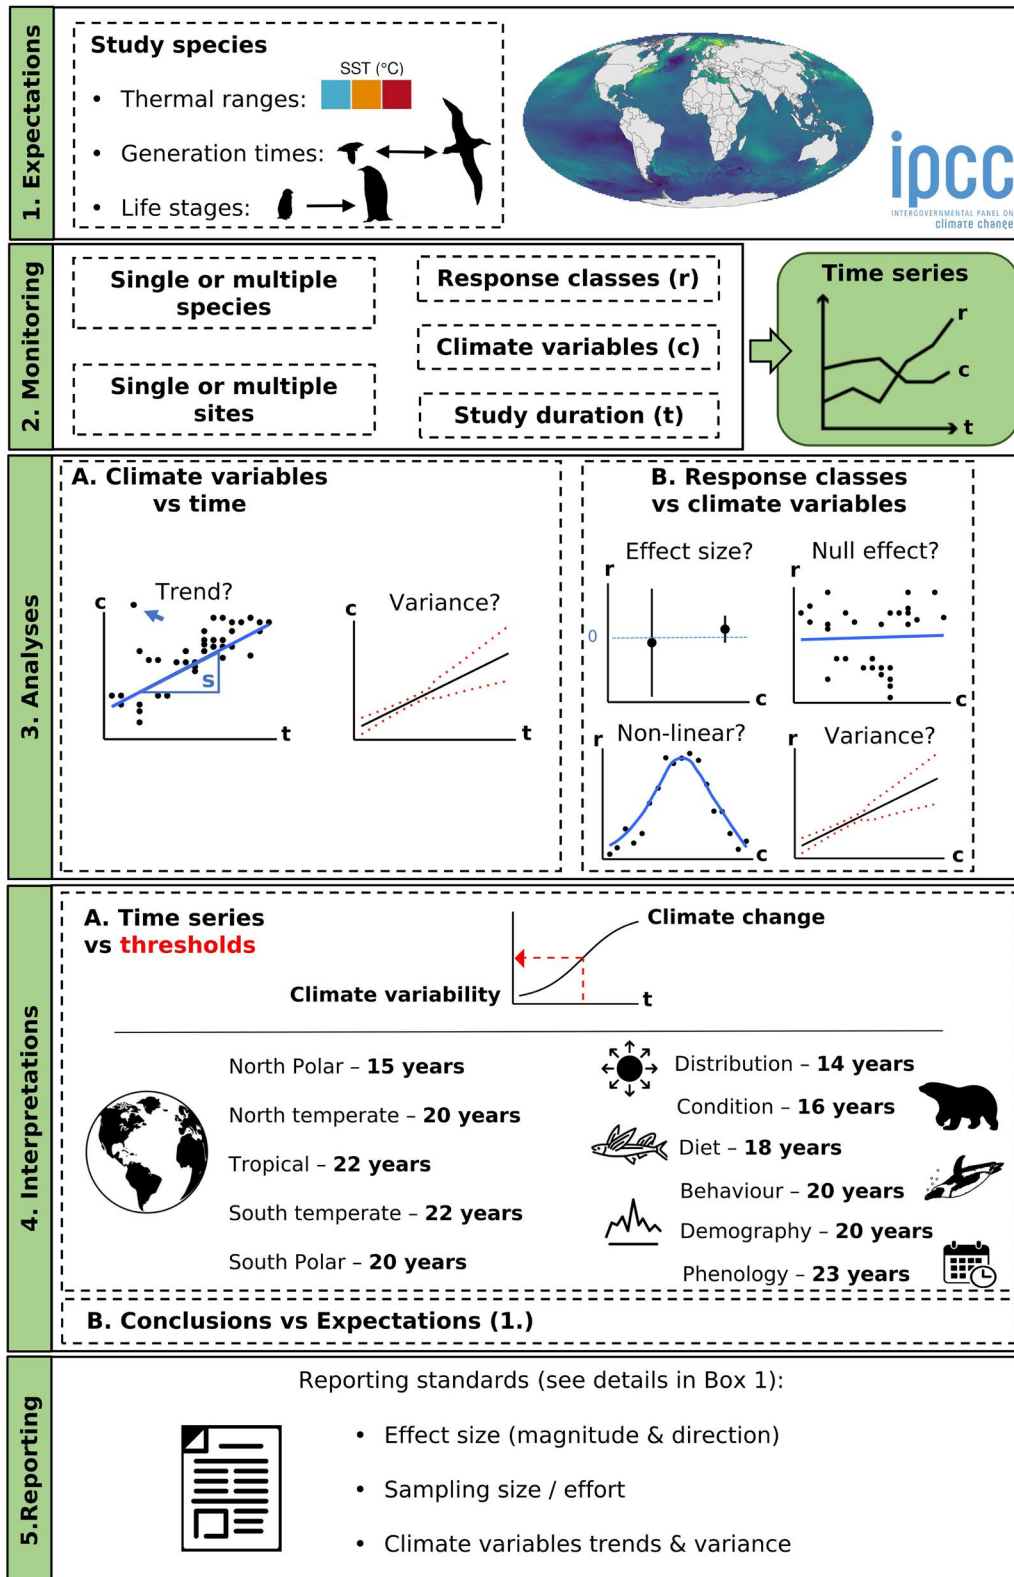 1. Expectations
Study species
SST (°C)
• Thermal ranges:
• Generation times:
• Life stages:
ipcc
INTERGOVERNMENTAL PANEL ON
climate change
2. Monitoring
Single or multiple
species
Single or multiple
sites
Response classes (r)
Climate variables (c)
Study duration (t)
Time series
r
c
t
3. Analyses
A. Climate variables
vs time
Trend?
c
s
t
Variance?
c
t
B. Response classes
vs climate variables
Effect size?
r
0
c
Null effect?
r
c
Non-linear?
r
c
Variance?
r
c
4. Interpretations
A. Time series
vs thresholds
Climate change
Climate variability
t
North Polar – 15 years
North temperate – 20 years
Tropical – 22 years
South temperate – 22 years
South Polar – 20 years
Distribution – 14 years
Condition – 16 years
Diet – 18 years
Behaviour – 20 years
Demography – 20 years
Phenology – 23 years
B. Conclusions vs Expectations (1.)
5.Reporting
Reporting standards (see details in Box 1):
• Effect size (magnitude & direction)
• Sampling size / effort
• Climate variables trends & variance